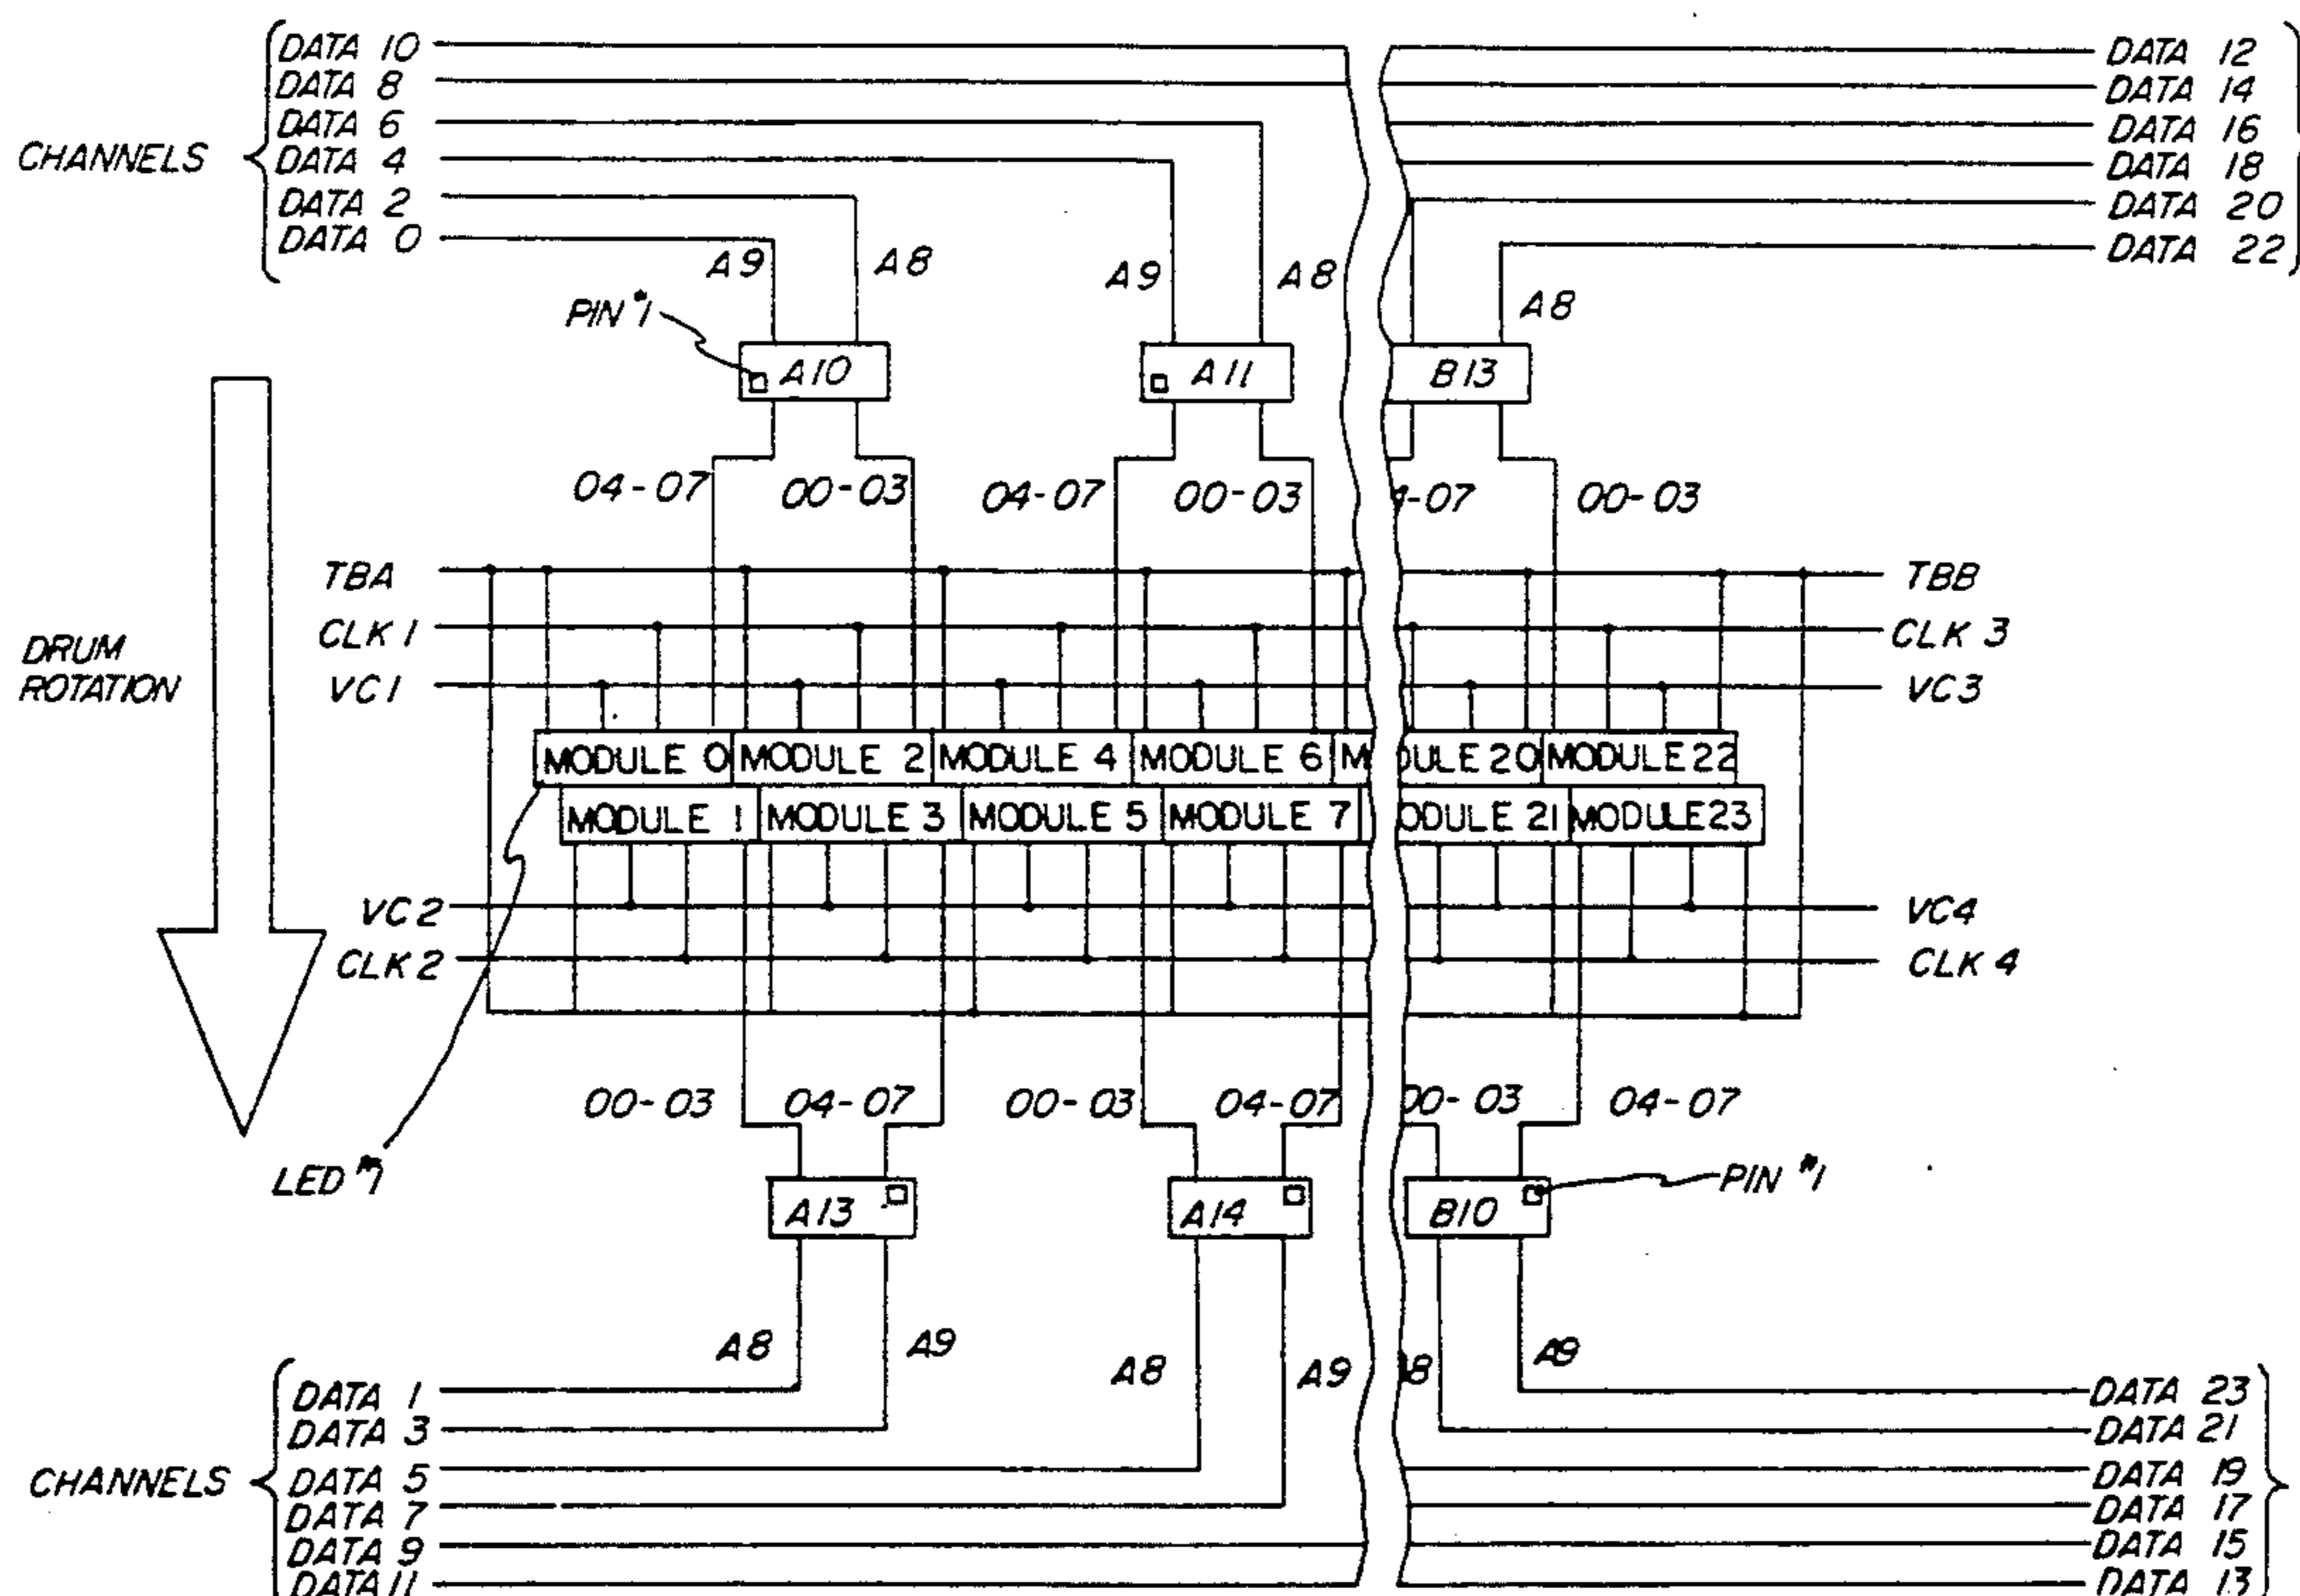 DATA 10
DATA 8
DATA 6
CHANNELS
DATA 4
DATA 2
DATA 0
DATA 12
DATA 14
DATA 16
DATA 18
DATA 20
DATA 22
A9
A8
A9
A8
A8
PIN #1
A10
A11
B13
04-07
00-03
04-07
00-03
-07
00-03
DRUM
ROTATION
TBA
CLK 1
VC1
TBB
CLK 3
VC3
MODULE 0
MODULE 2
MODULE 4
MODULE 6
M
DULE 20
MODULE 22
MODULE 1
MODULE 3
MODULE 5
MODULE 7
ODULE 21
MODULE 23
VC2
CLK 2
VC4
CLK 4
00-03
04-07
00-03
04-07
00-03
04-07
LED #1
A13
A14
B10
PIN #1
A8
A9
A8
A9
8
DATA 1
DATA 3
CHANNELS
DATA 5
DATA 7
DATA 9
DATA 11
DATA 23
DATA 21
DATA 19
DATA 17
DATA 15
DATA 13